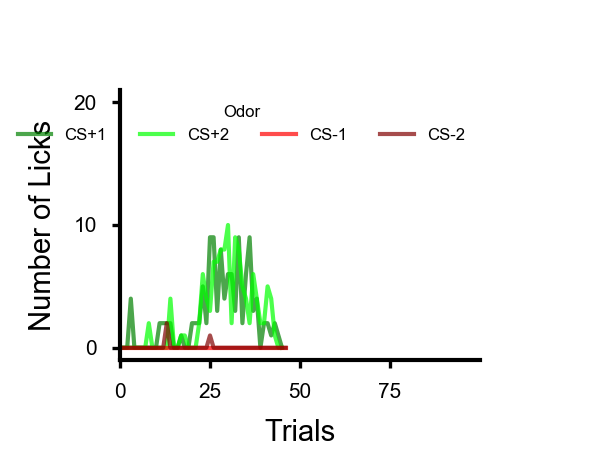 20
Odor
CS+1 CS+2 CS-1 CS-2
Number of Licks
10
0
0 25 50 75
Trials